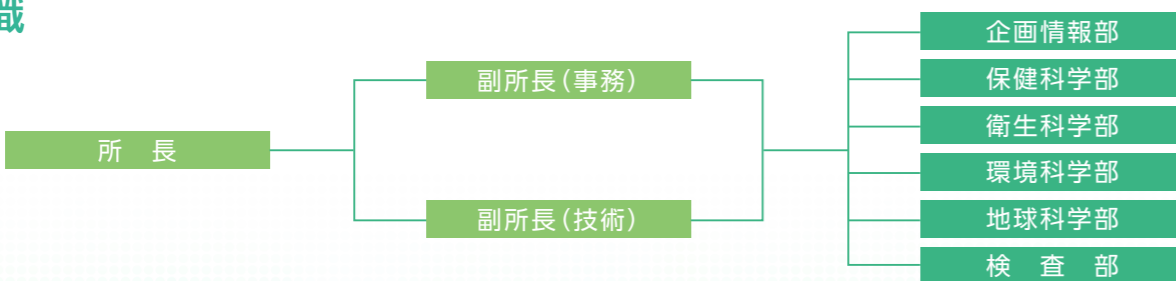 織
所　長
副所長（事務）
副所長（技術）
企画情報部
保健科学部
衛生科学部
環境科学部
地球科学部
検　査　部